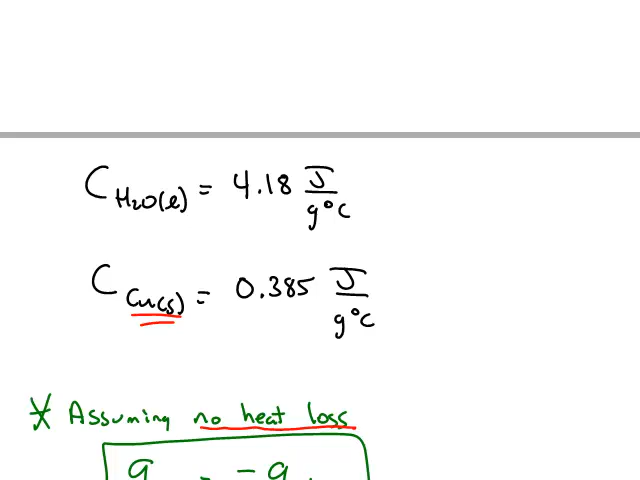 C H₂O(l) = 4.18 J/g°C
C Cu(s) = 0.385 J/g°C
* Assuming no heat loss
q = -q